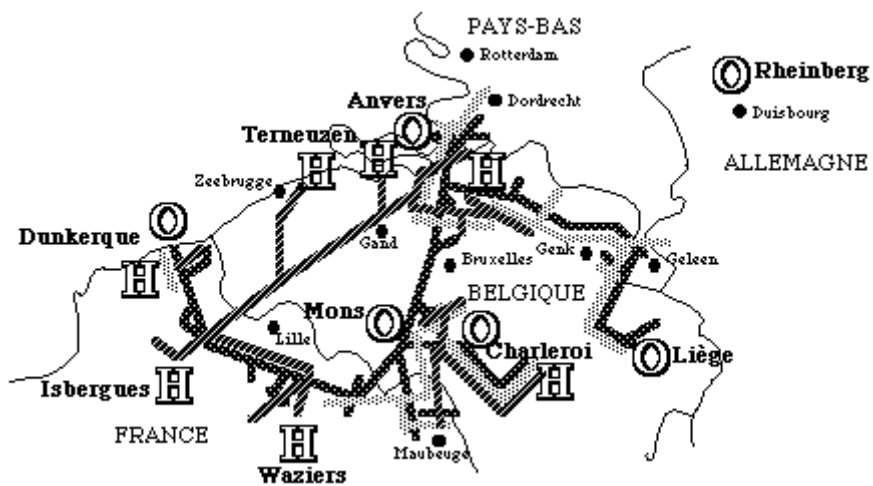 PAYS-BAS
Rotterdam
Rheinberg
Anvers
Dordrecht
Duisbourg
Terneuzen
H
H
H
ALLEMAGNE
Zeebrugge
Dunkerque
Gand
Genk
Geleen
Bruxelles
H
BELGIQUE
Mons
Lille
Charleroi
Liège
Isbergues
H
H
FRANCE
H
Waziers
Maubeuge